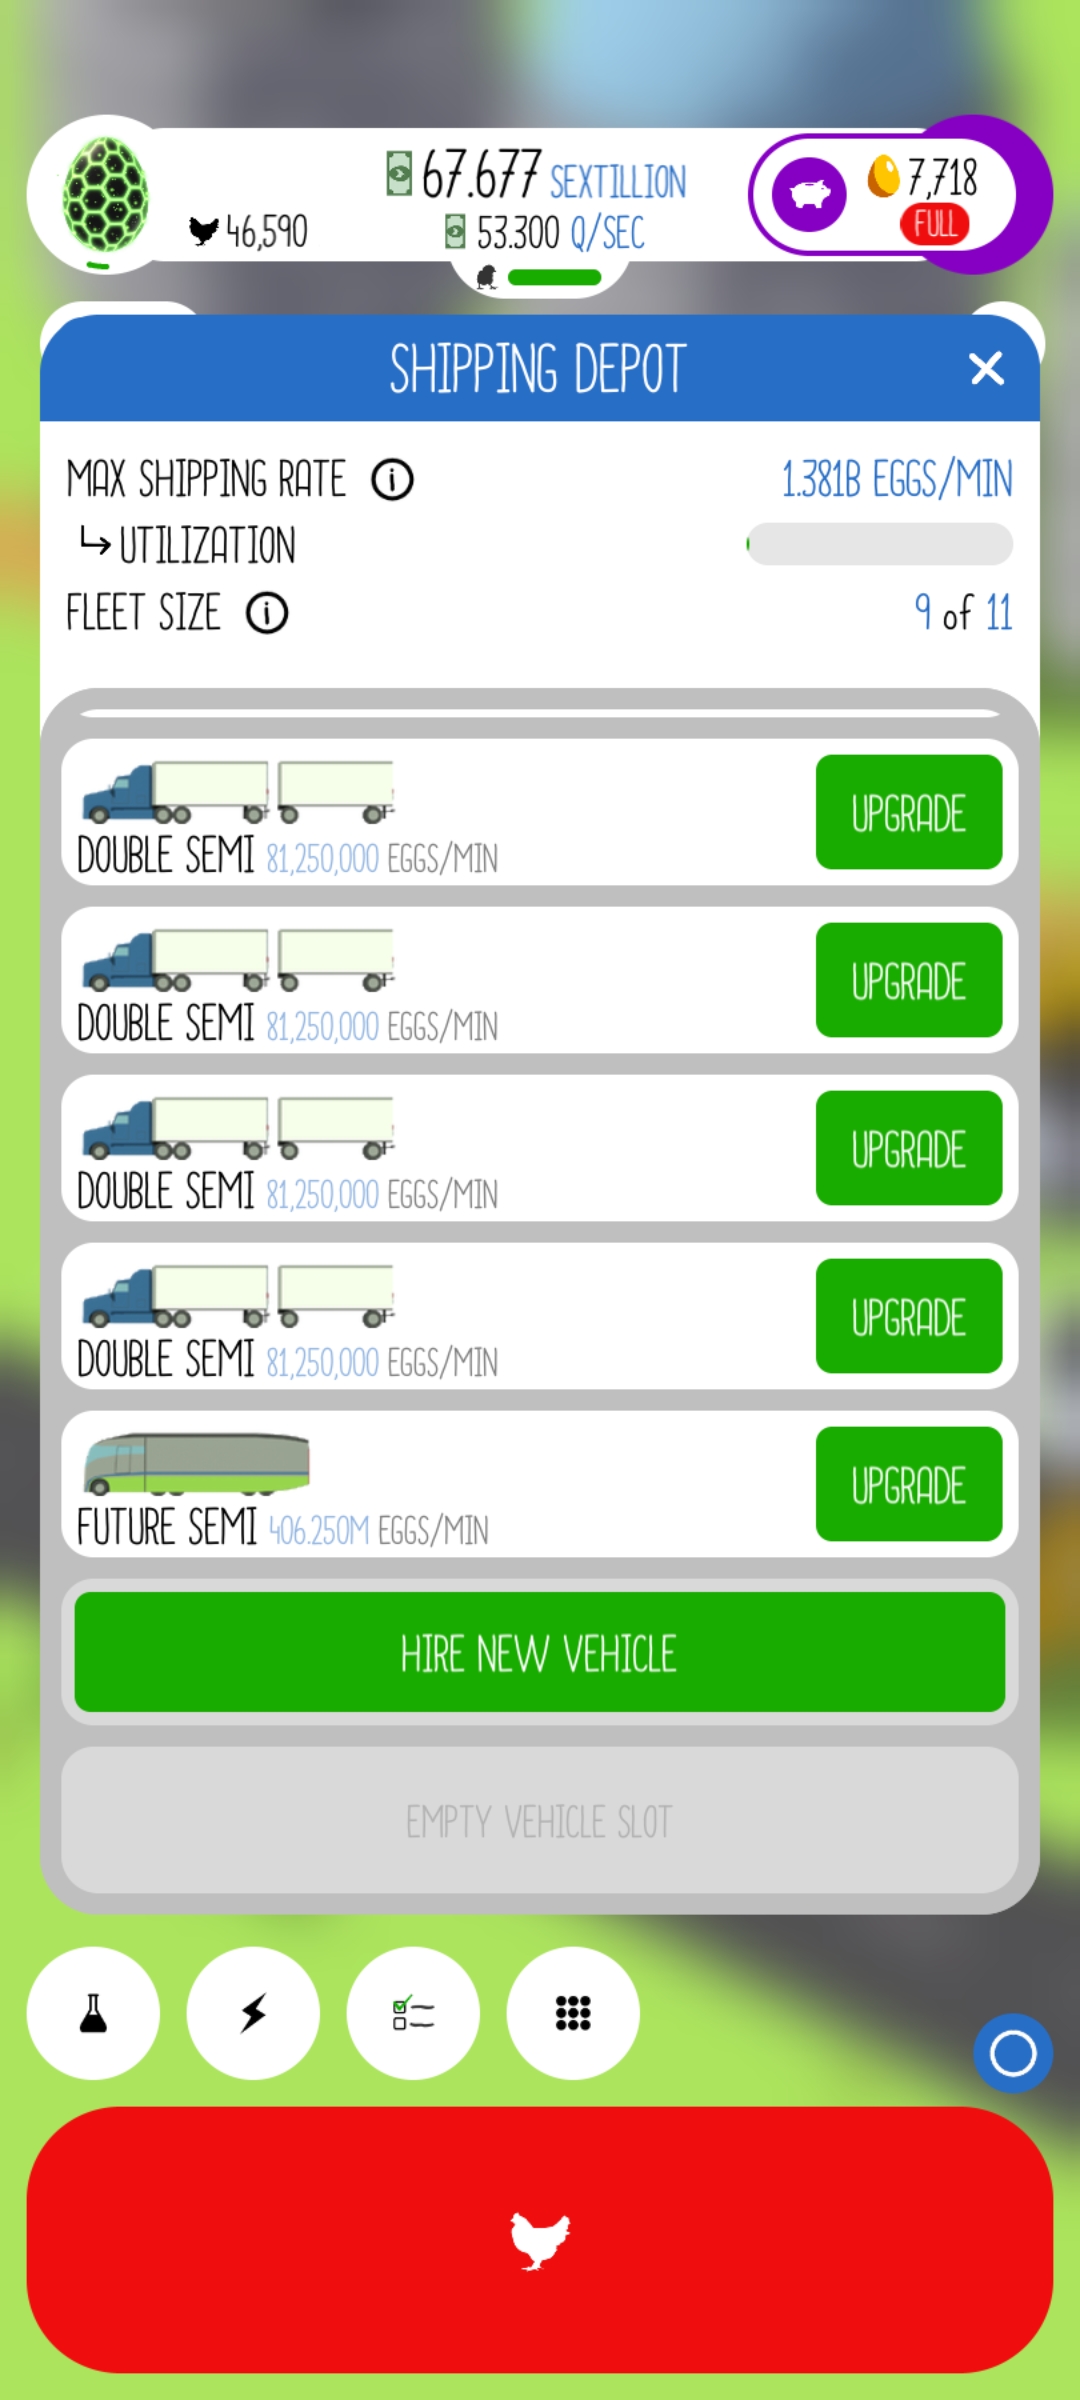 67.677 SEXTILLION
46,590
53.300 Q/SEC
7,718
FULL
SHIPPING DEPOT
MAX SHIPPING RATE 1.381B EGGS/MIN
UTILIZATION
FLEET SIZE 9 of 11
DOUBLE SEMI 81,250,000 EGGS/MIN
UPGRADE
DOUBLE SEMI 81,250,000 EGGS/MIN
UPGRADE
DOUBLE SEMI 81,250,000 EGGS/MIN
UPGRADE
DOUBLE SEMI 81,250,000 EGGS/MIN
UPGRADE
FUTURE SEMI 406.250M EGGS/MIN
UPGRADE
HIRE NEW VEHICLE
EMPTY VEHICLE SLOT